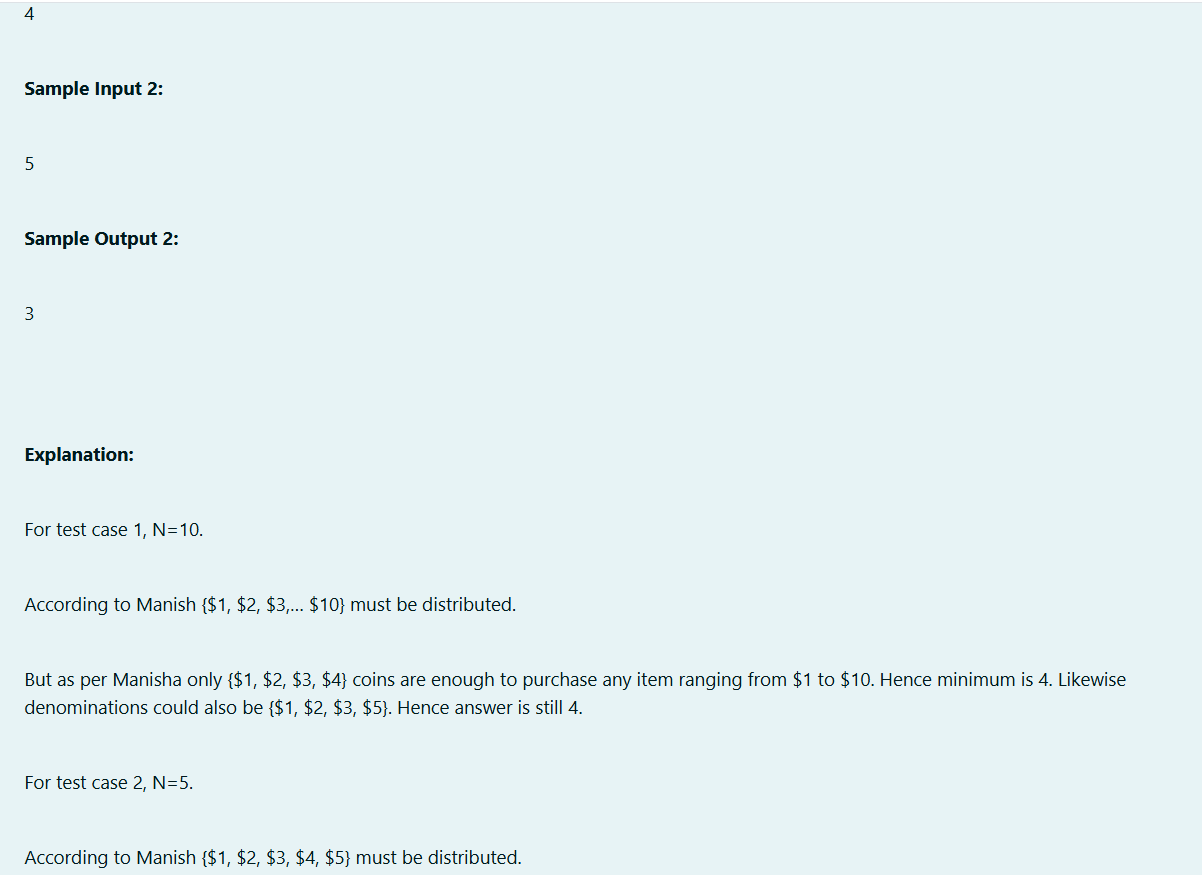 4
Sample Input 2:
5
Sample Output 2:
3
Explanation:
For test case 1, N=10.
According to Manish {$1, $2, $3,... $10} must be distributed.
But as per Manisha only {$1, $2, $3, $4} coins are enough to purchase any item ranging from $1 to $10. Hence minimum is 4. Likewise
denominations could also be {$1, $2, $3, $5}. Hence answer is still 4.
For test case 2, N=5.
According to Manish {$1, $2, $3, $4, $5} must be distributed.